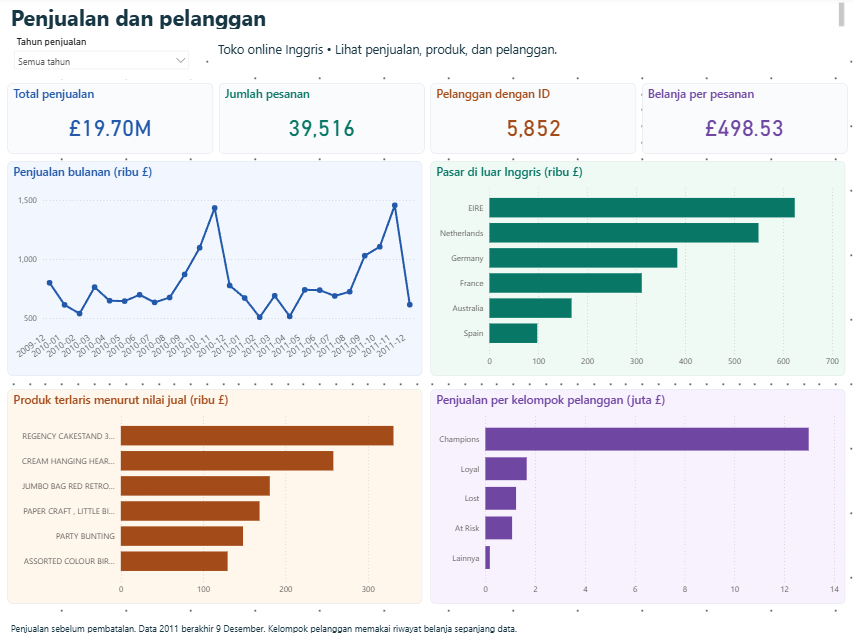 Penjualan dan pelanggan
Tahun penjualan
Semua tahun
Toko online Inggris • Lihat penjualan, produk, dan pelanggan.
Total penjualan
£19.70M
Jumlah pesanan
39,516
Pelanggan dengan ID
5,852
Belanja per pesanan
£498.53
Penjualan bulanan (ribu £)
1,500
1,000
500
2009-12
2010-01
2010-02
2010-03
2010-04
2010-05
2010-06
2010-07
2010-08
2010-09
2010-10
2010-11
2010-12
2011-01
2011-02
2011-03
2011-04
2011-05
2011-06
2011-07
2011-08
2011-09
2011-10
2011-11
2011-12
Pasar di luar Inggris (ribu £)
EIRE
Netherlands
Germany
France
Australia
Spain
0 100 200 300 400 500 600 700
Produk terlaris menurut nilai jual (ribu £)
REGENCY CAKESTAND 3...
CREAM HANGING HEAR...
JUMBO BAG RED RETRO...
PAPER CRAFT , LITTLE BI...
PARTY BUNTING
ASSORTED COLOUR BIR...
0 100 200 300
Penjualan per kelompok pelanggan (juta £)
Champions
Loyal
Lost
At Risk
Lainnya
0 2 4 6 8 10 12 14
Penjualan sebelum pembatalan. Data 2011 berakhir 9 Desember. Kelompok pelanggan memakai riwayat belanja sepanjang data.